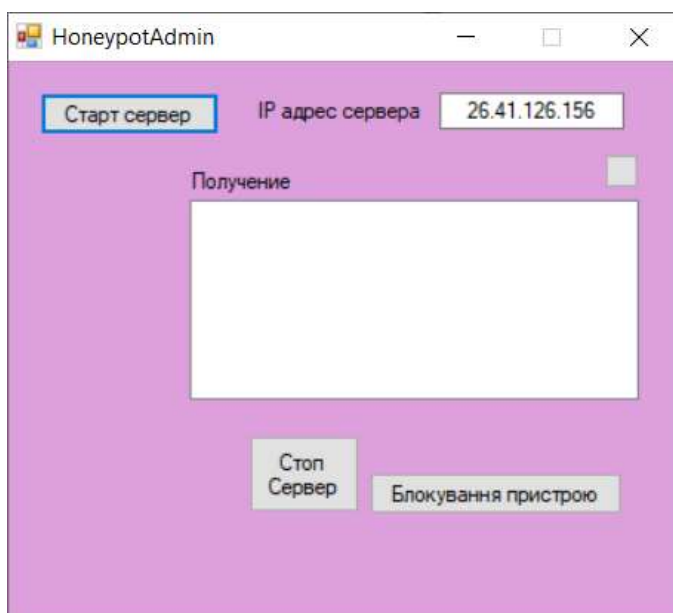 HoneypotAdmin
Старт сервер
IP адрес сервера
26.41.126.156
Получение
Стоп
Сервер
Блокування пристрою